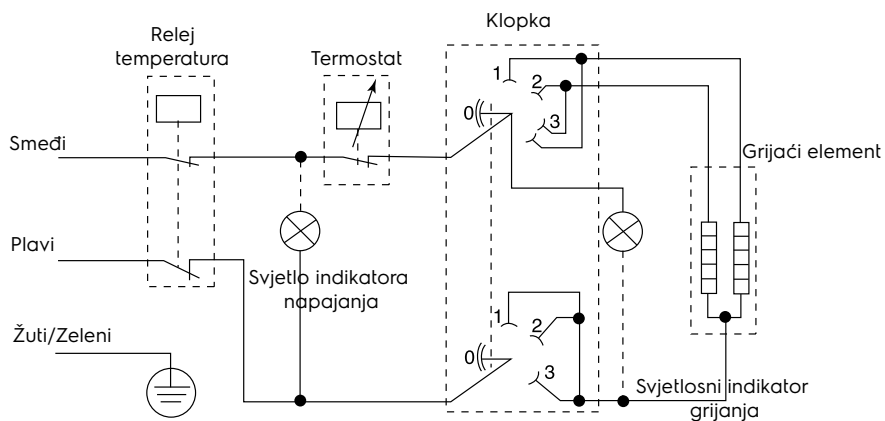 Klopka
Relej
temperatura
Termostat
1
2
0
3
Smeđi
Grijaći element
Plavi
Svjetlo indikatora
napajanja
1
2
Žuti/Zeleni
0
3
Svjetlosni indikator
grijanja